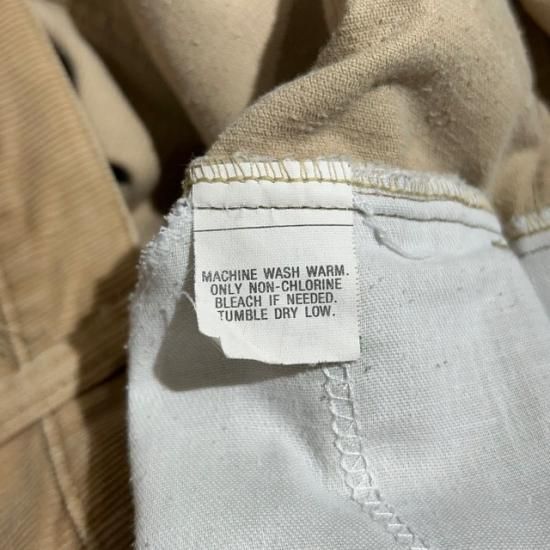 MACHINE WASH WARM.
ONLY NON-CHLORINE
BLEACH IF NEEDED.
TUMBLE DRY LOW.